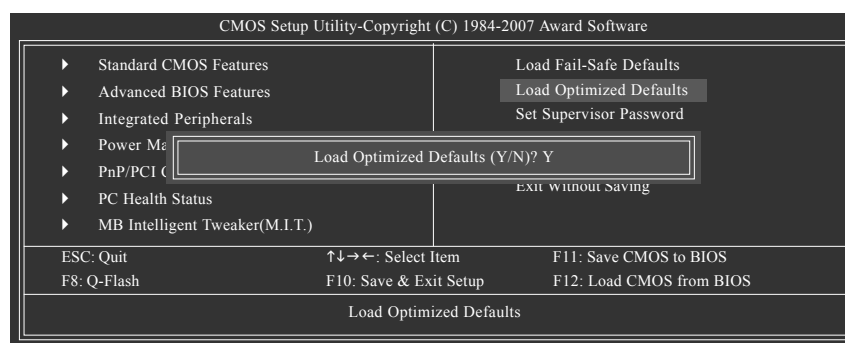 CMOS Setup Utility-Copyright (C) 1984-2007 Award Software
Standard CMOS Features
Advanced BIOS Features
Integrated Peripherals
Power Ma
PnP/PCI C
PC Health Status
MB Intelligent Tweaker(M.I.T.)
Load Fail-Safe Defaults
Load Optimized Defaults
Set Supervisor Password
Exit Without Saving
Load Optimized Defaults (Y/N)? Y
ESC: Quit
↑↓→←: Select Item
F11: Save CMOS to BIOS
F8: Q-Flash
F10: Save & Exit Setup
F12: Load CMOS from BIOS
Load Optimized Defaults